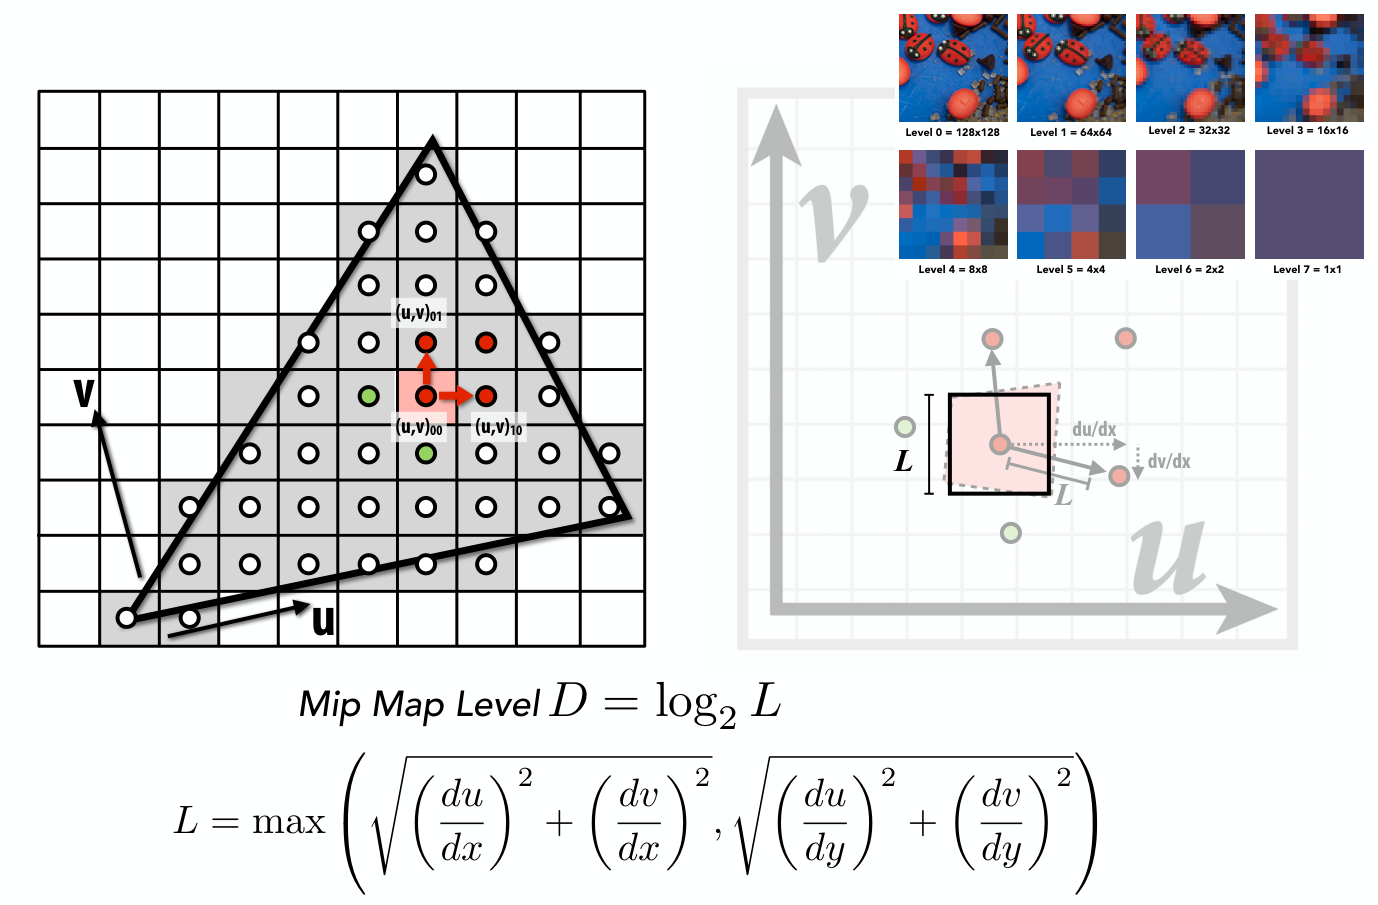 Level 0 = 128x128
Level 1 = 64x64
Level 2 = 32x32
Level 3 = 16x16
Level 4 = 8x8
Level 5 = 4x4
Level 6 = 2x2
Level 7 = 1x1
v
(u,v)₀₁
(u,v)₀₀
(u,v)₁₀
v
u
L
du/dx
dv/dx
L
u
Mip Map Level D = log₂ L
L = max ( √( (du/dx)² + (dv/dx)² ), √( (du/dy)² + (dv/dy)² ) )